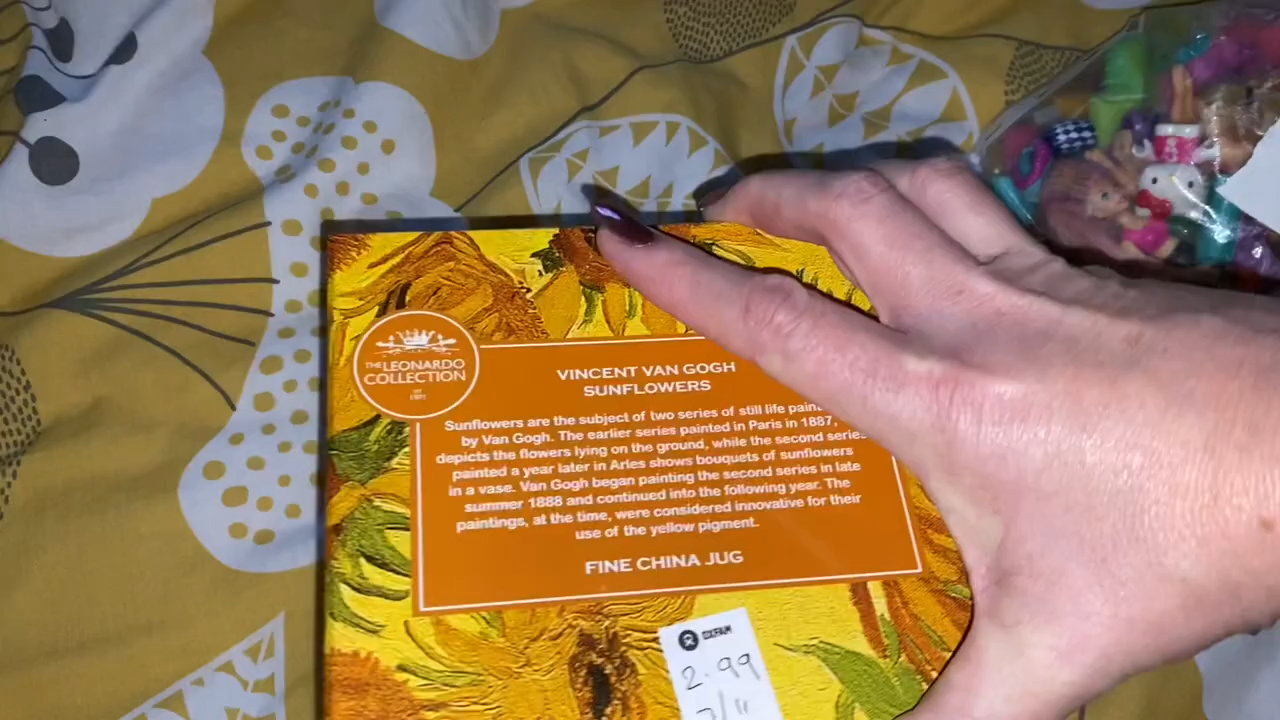 THE LEONARDO
COLLECTION
VINCENT VAN GOGH
SUNFLOWERS
Sunflowers are the subject of two series of still life
by Van Gogh. The earlier series painted in Paris in 1887,
depicts the flowers lying on the ground, while the second
painted a year later in Arles shows bouquets of sunflowers
in a vase. Van Gogh began painting the second series in late
summer 1888 and continued into the following year. The
paintings, at the time, were considered innovative for their
use of the yellow pigment.
FINE CHINA JUG
OXFAM
2.99